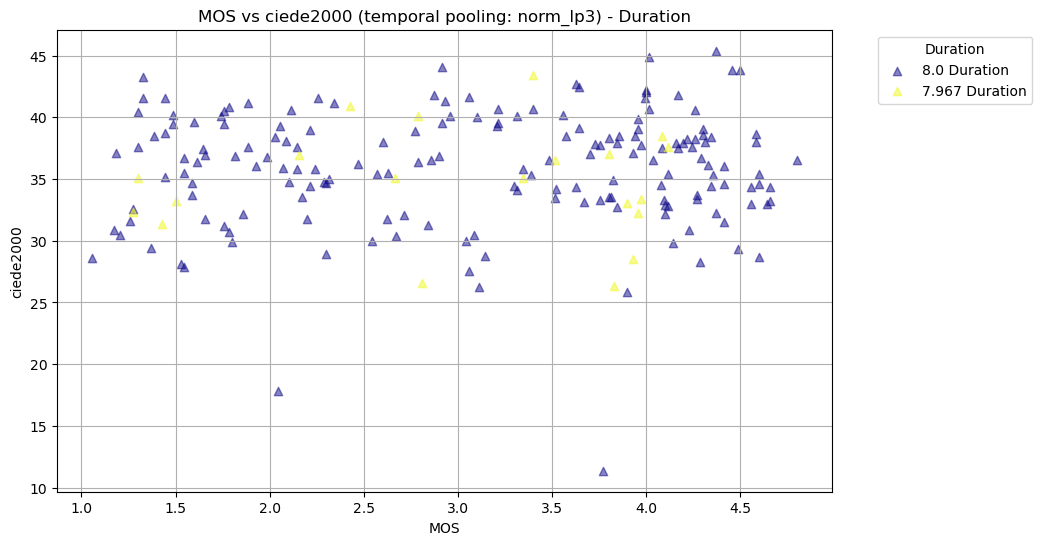 MOS vs ciede2000 (temporal pooling: norm_lp3) - Duration
Duration
8.0 Duration
7.967 Duration
ciede2000
45
40
35
30
25
20
15
10
1.0 1.5 2.0 2.5 3.0 3.5 4.0 4.5
MOS